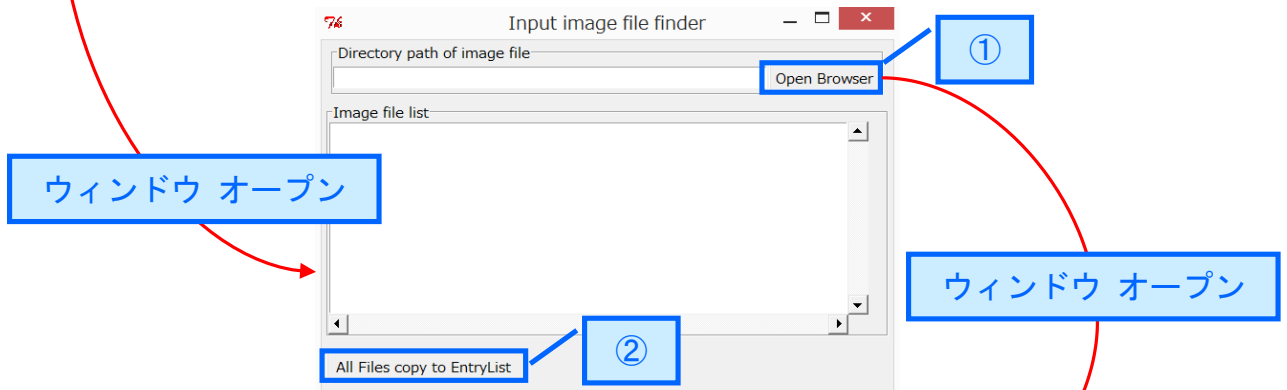 Input image file finder
①
Directory path of image file
Open Browser
Image file list
ウィンドウ オープン
ウィンドウ オープン
②
All Files copy to EntryList